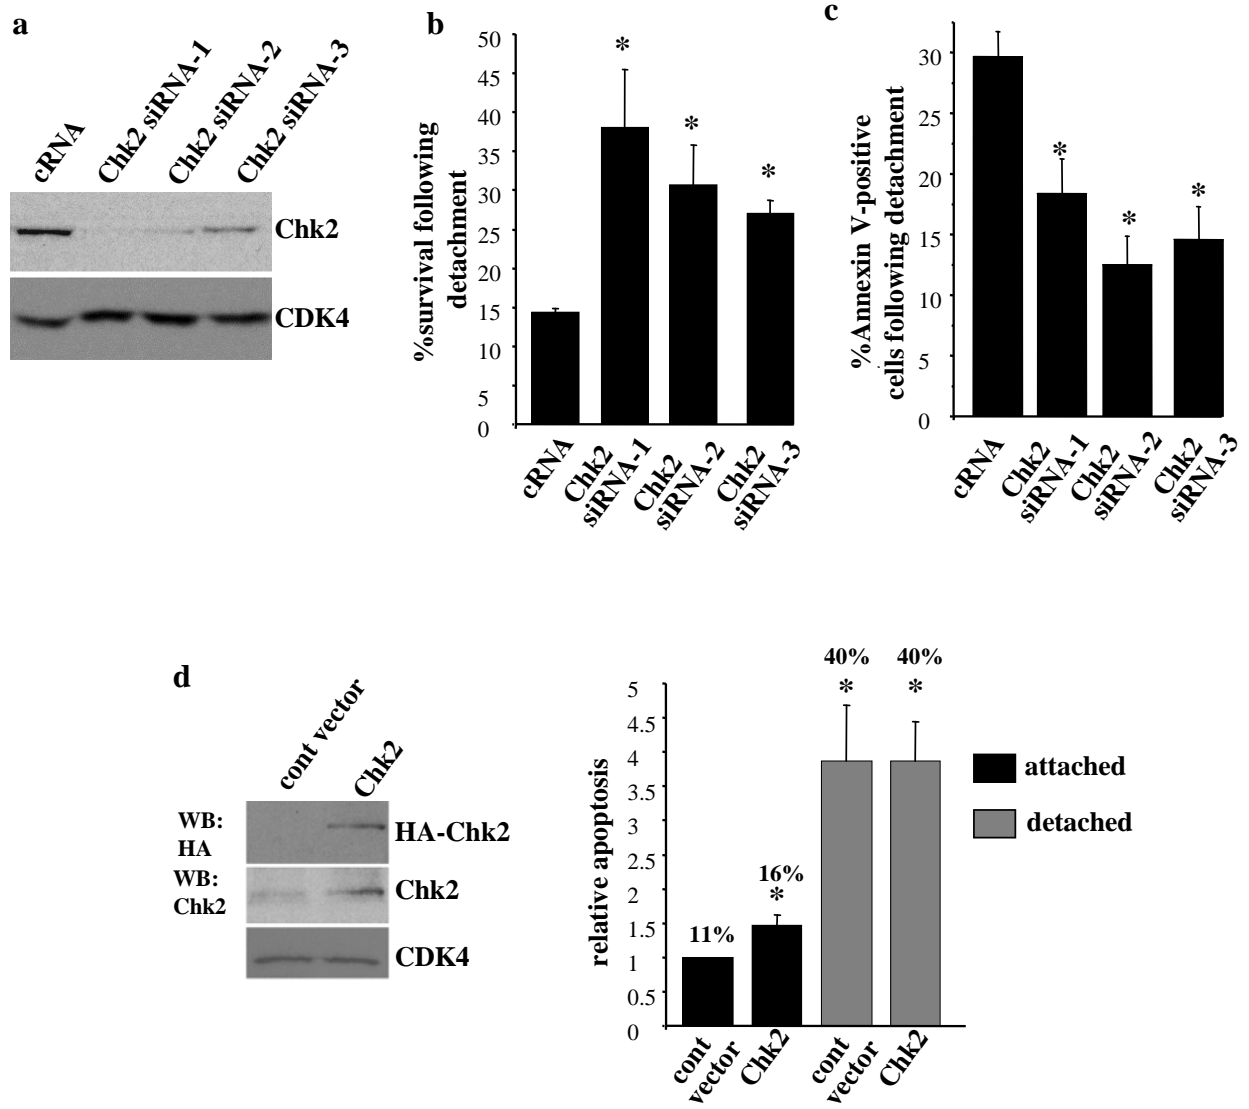 a
cRNA
Chk2 siRNA-1
Chk2 siRNA-2
Chk2 siRNA-3
Chk2
CDK4
b
%survival following
detachment
50
45
40
35
30
25
20
15
10
5
0
*
*
*
cRNA
Chk2
siRNA-1
Chk2
siRNA-2
Chk2
siRNA-3
c
%Annexin V-positive
cells following detachment
30
25
20
15
10
5
0
*
*
*
cRNA
Chk2
siRNA-1
Chk2
siRNA-2
Chk2
siRNA-3
d
cont vector
Chk2
WB:
HA
HA-Chk2
WB:
Chk2
Chk2
CDK4
relative apoptosis
5
4.5
4
3.5
3
2.5
2
1.5
1
0.5
0
11%
16%
*
40%
*
40%
*
cont
vector
Chk2
cont
vector
Chk2
attached
detached